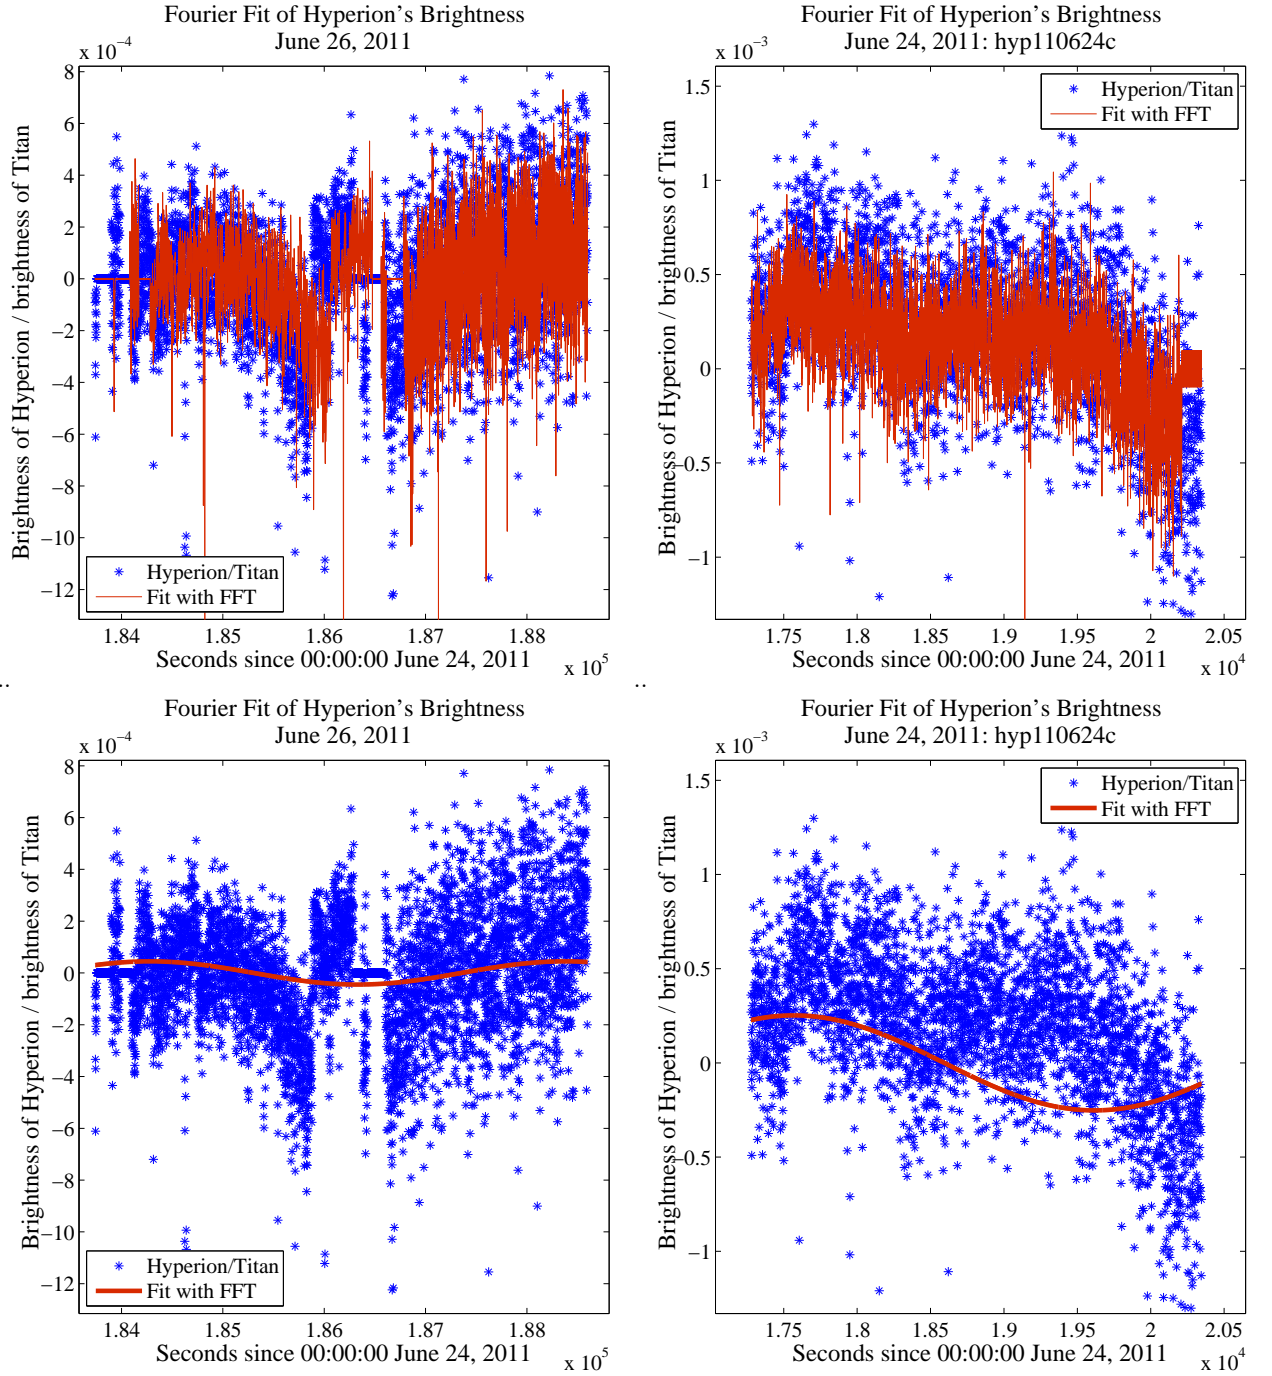 Fourier Fit of Hyperion's Brightness
June 26, 2011
x 10−4
8
6
4
2
0
−2
−4
−6
−8
−10
−12
Brightness of Hyperion / brightness of Titan
Hyperion/Titan
Fit with FFT
1.84
1.85
1.86
1.87
1.88
Seconds since 00:00:00 June 24, 2011
x 10^5
..
Fourier Fit of Hyperion's Brightness
June 24, 2011: hyp110624c
x 10−3
1.5
1
0.5
0
−0.5
−1
Brightness of Hyperion / brightness of Titan
Hyperion/Titan
Fit with FFT
1.75
1.8
1.85
1.9
1.95
2
2.05
Seconds since 00:00:00 June 24, 2011
x 10^4
..
Fourier Fit of Hyperion's Brightness
June 26, 2011
x 10−4
8
6
4
2
0
−2
−4
−6
−8
−10
−12
Brightness of Hyperion / brightness of Titan
Hyperion/Titan
Fit with FFT
1.84
1.85
1.86
1.87
1.88
Seconds since 00:00:00 June 24, 2011
x 10^5
Fourier Fit of Hyperion's Brightness
June 24, 2011: hyp110624c
x 10−3
1.5
1
0.5
0
−0.5
−1
Brightness of Hyperion / brightness of Titan
Hyperion/Titan
Fit with FFT
1.75
1.8
1.85
1.9
1.95
2
2.05
Seconds since 00:00:00 June 24, 2011
x 10^4